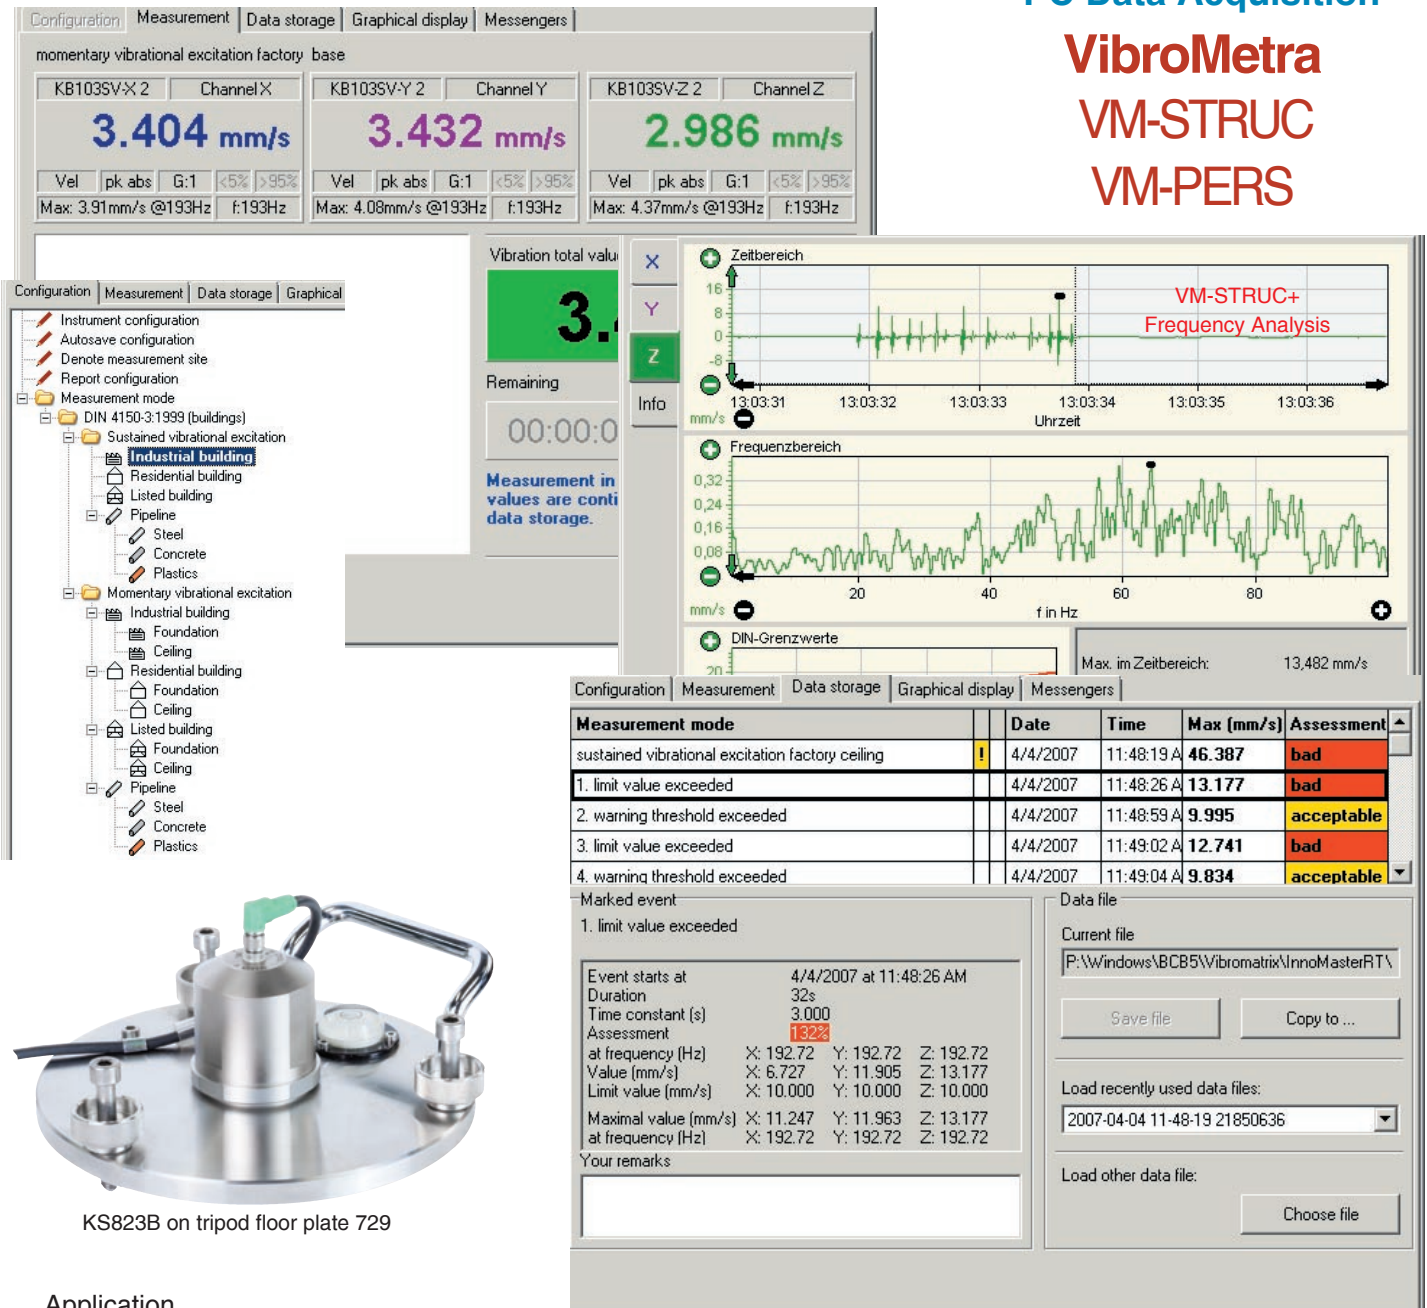 PC Data Acquisition
VibroMetra
VM-STRUC
VM-PERS
Configuration Measurement Data storage Graphical display Messengers
momentary vibrational excitation factory base
KB103SV-X 2 Channel X KB103SV-Y 2 Channel Y KB103SV-Z 2 Channel Z
3.404 mm/s 3.432 mm/s 2.986 mm/s
Vel pk abs G:1 <5% >95% Vel pk abs G:1 <5% >95% Vel pk abs G:1 <5% >95%
Max: 3.91mm/s @193Hz f:193Hz Max: 4.08mm/s @193Hz f:193Hz Max: 4.37mm/s @193Hz f:193Hz
Vibration total valu
3.
Remaining
00:00:0
Measurement in
values are conti
data storage.
Configuration Measurement Data storage Graphical
Instrument configuration
Autosave configuration
Denote measurement site
Report configuration
Measurement mode
DIN 4150-3:1999 (buildings)
Sustained vibrational excitation
Industrial building
Residential building
Listed building
Pipeline
Steel
Concrete
Plastics
Momentary vibrational excitation
Industrial building
Foundation
Ceiling
Residential building
Foundation
Ceiling
Listed building
Foundation
Ceiling
Pipeline
Steel
Concrete
Plastics
X
Y
Z
Info
Zeitbereich
16
8
0
-8
mm/s
VM-STRUC+
Frequency Analysis
13:03:31 13:03:32 13:03:33 13:03:34 13:03:35 13:03:36
Uhrzeit
Frequenzbereich
0,32
0,24
0,16
0,08
mm/s
20 40 60 80
f in Hz
DIN-Grenzwerte
20
Max. im Zeitbereich: 13,482 mm/s
Configuration Measurement Data storage Graphical display Messengers
Measurement mode Date Time Max (mm/s) Assessment
sustained vibrational excitation factory ceiling ! 4/4/2007 11:48:19 A 46.387 bad
1. limit value exceeded 4/4/2007 11:48:26 A 13.177 bad
2. warning threshold exceeded 4/4/2007 11:48:59 A 9.995 acceptable
3. limit value exceeded 4/4/2007 11:49:02 A 12.741 bad
4. warning threshold exceeded 4/4/2007 11:49:04 A 9.834 acceptable
Marked event
1. limit value exceeded
Event starts at 4/4/2007 at 11:48:26 AM
Duration 32s
Time constant (s) 3.000
Assessment 132%
at frequency (Hz) X: 192.72 Y: 192.72 Z: 192.72
Value (mm/s) X: 6.727 Y: 11.905 Z: 13.177
Limit value (mm/s) X: 10.000 Y: 10.000 Z: 10.000
Maximal value (mm/s) X: 11.247 Y: 11.963 Z: 13.177
at frequency (Hz) X: 192.72 Y: 192.72 Z: 192.72
Your remarks
Data file
Current file
P:\Windows\BCB5\Vibromatrix\InnoMasterRT\
Save file Copy to ...
Load recently used data files:
2007-04-04 11-48-19 21850636
Load other data file:
Choose file
KS823B on tripod floor plate 729
Application